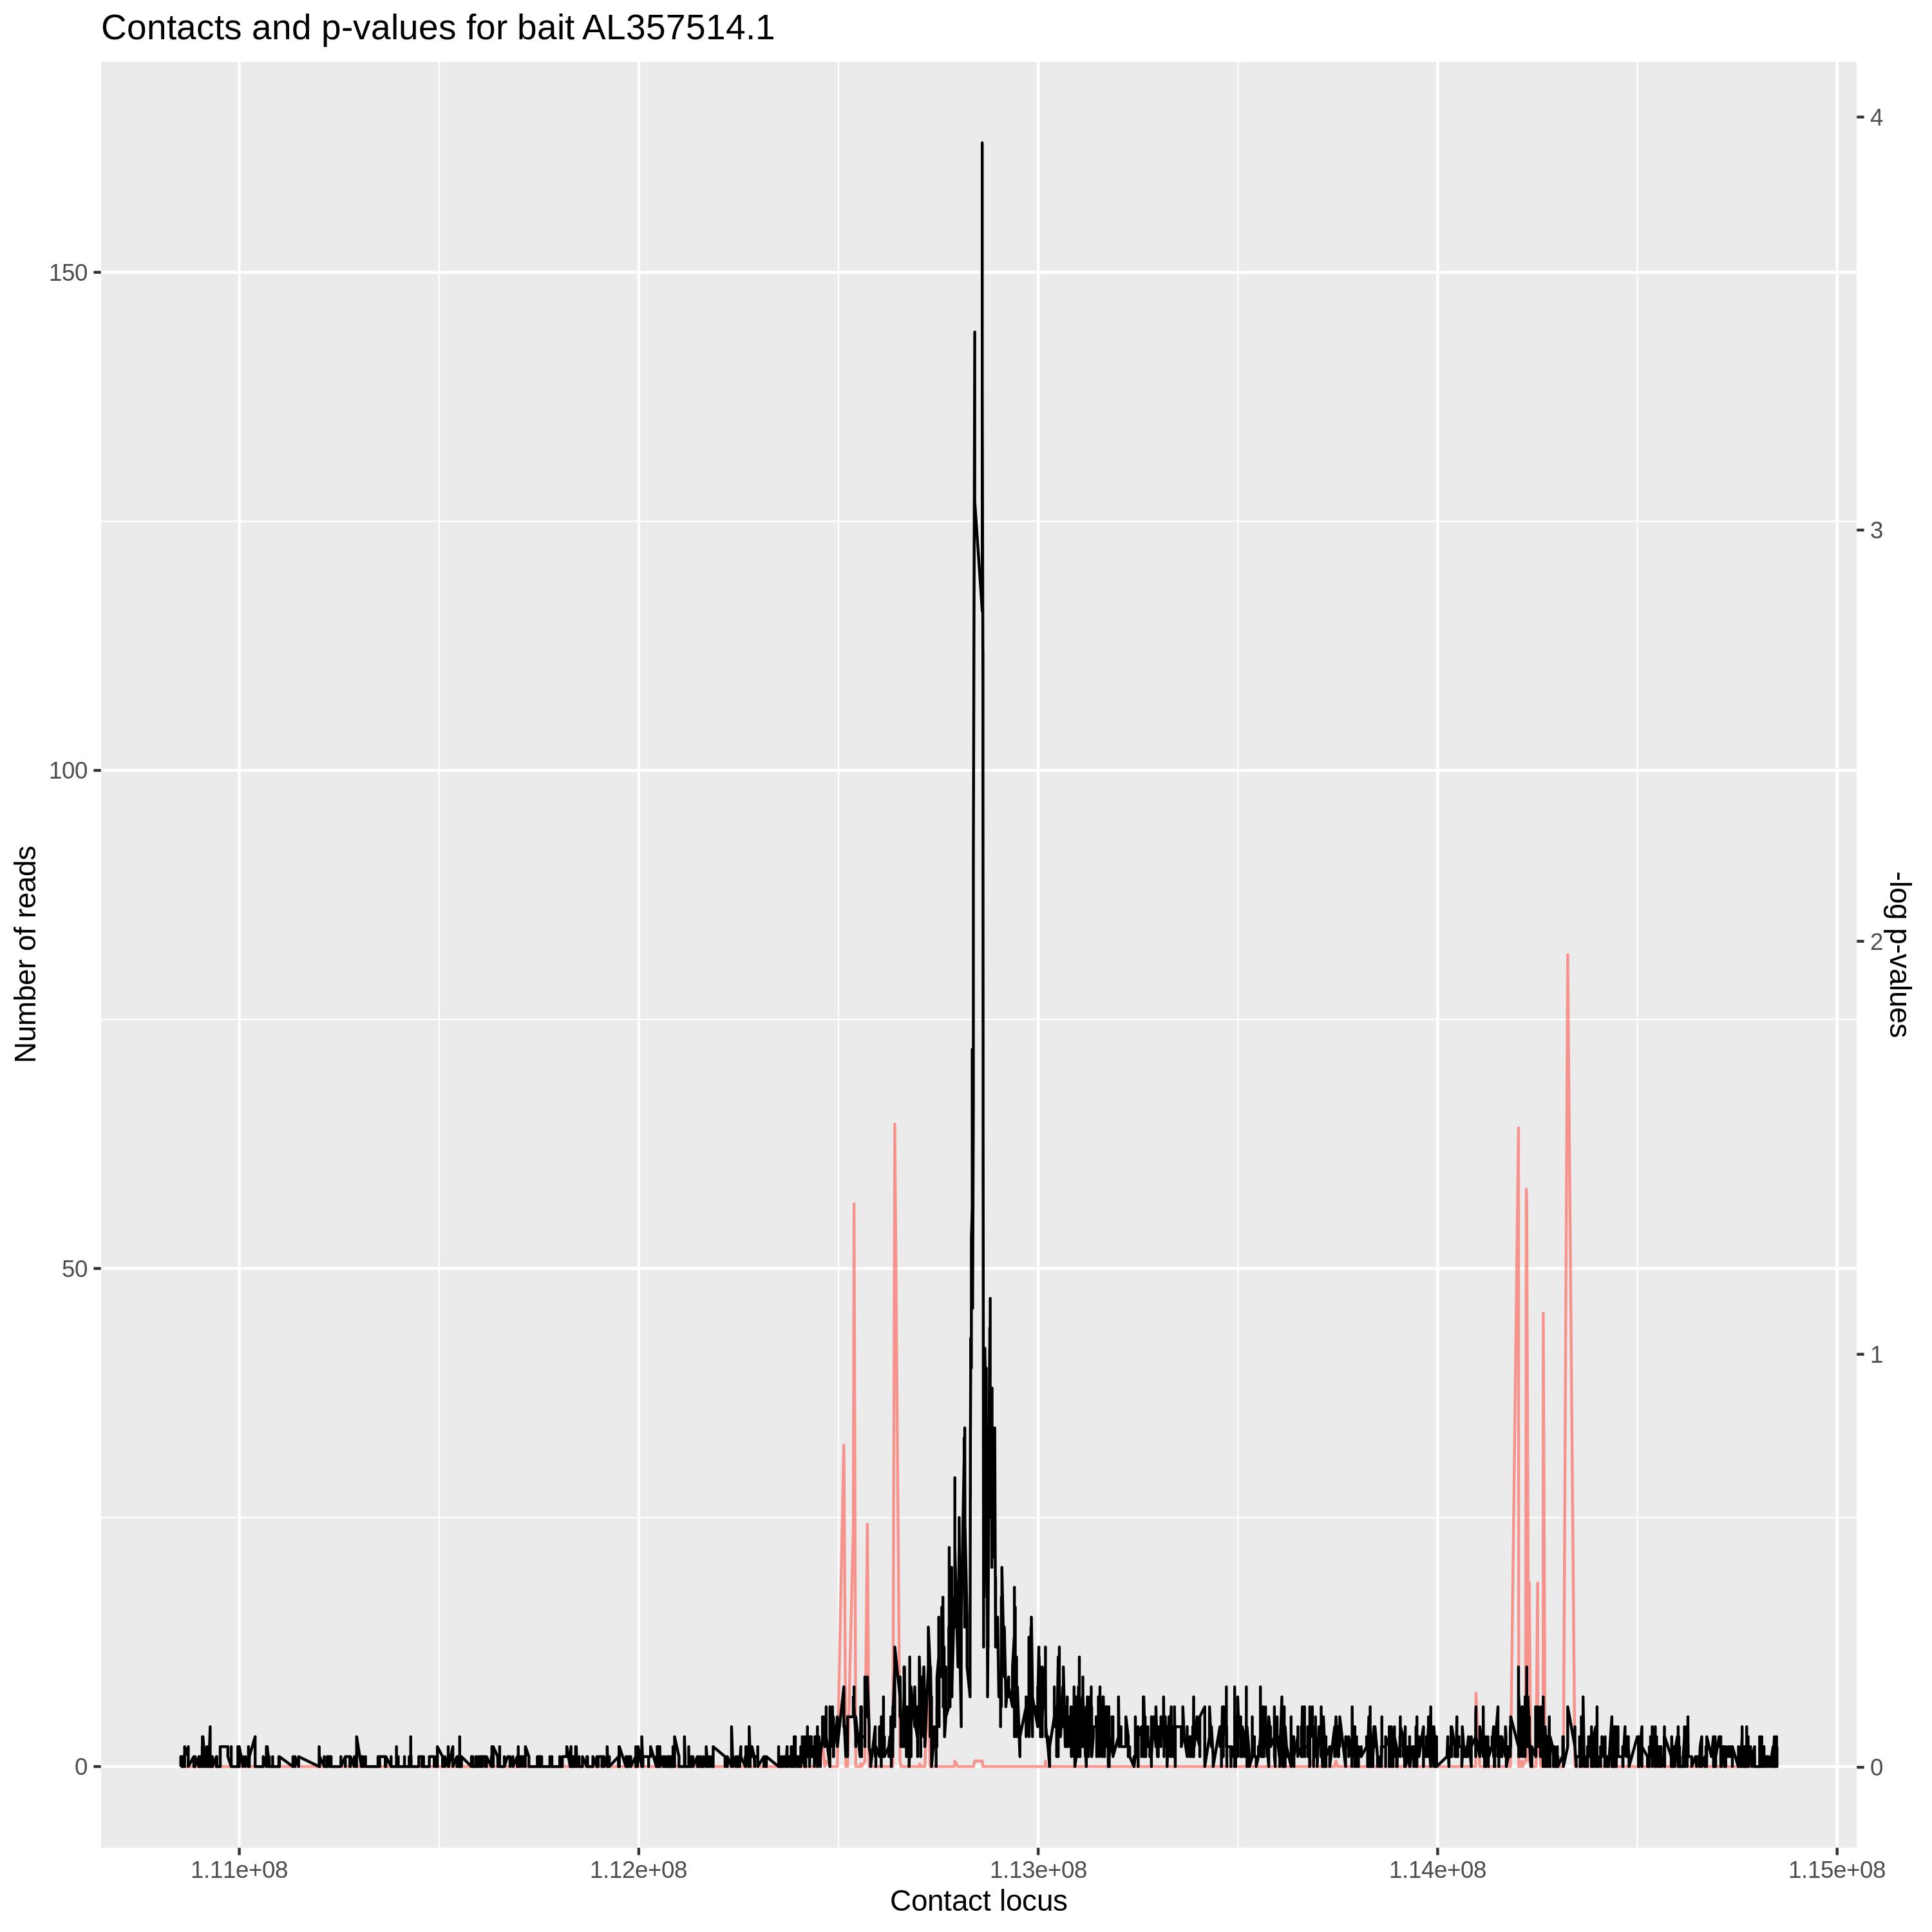 Contacts and p-values for bait AL357514.1
Number of reads
150
100
50
0
4
3
2
1
0
-log p-values
1.11e+08
1.12e+08
1.13e+08
1.14e+08
1.15e+08
Contact locus